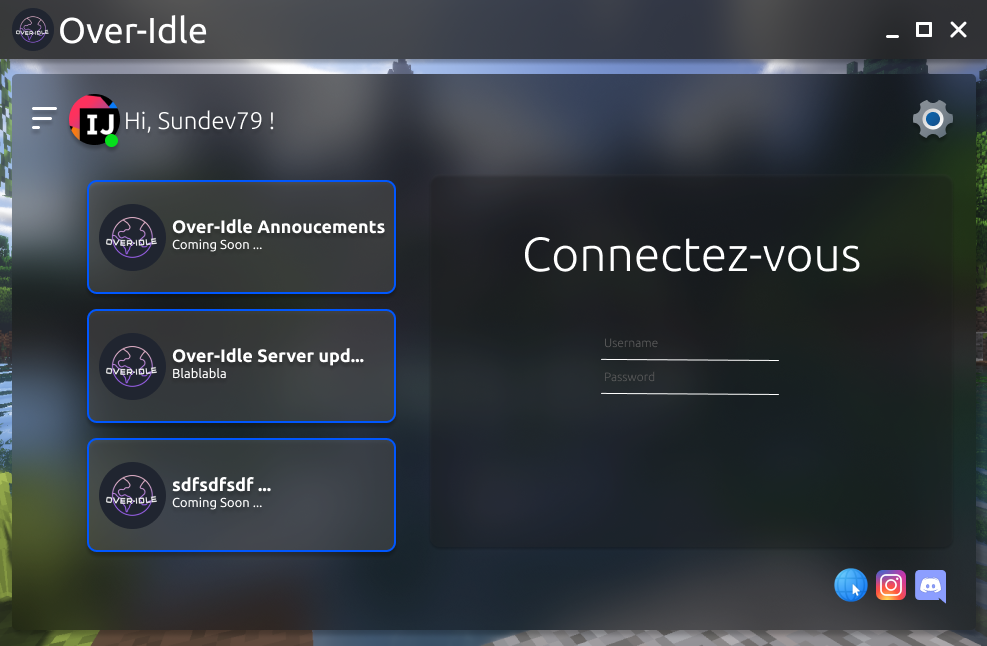 OVER-IDLE
Over-Idle
IJ
Hi, Sundev79 !
OVER-IDLE
Over-Idle Annoucements
Coming Soon ...
OVER-IDLE
Over-Idle Server upd...
Blablabla
OVER-IDLE
sdfsdfsdf ...
Coming Soon ...
Connectez-vous
Username
Password